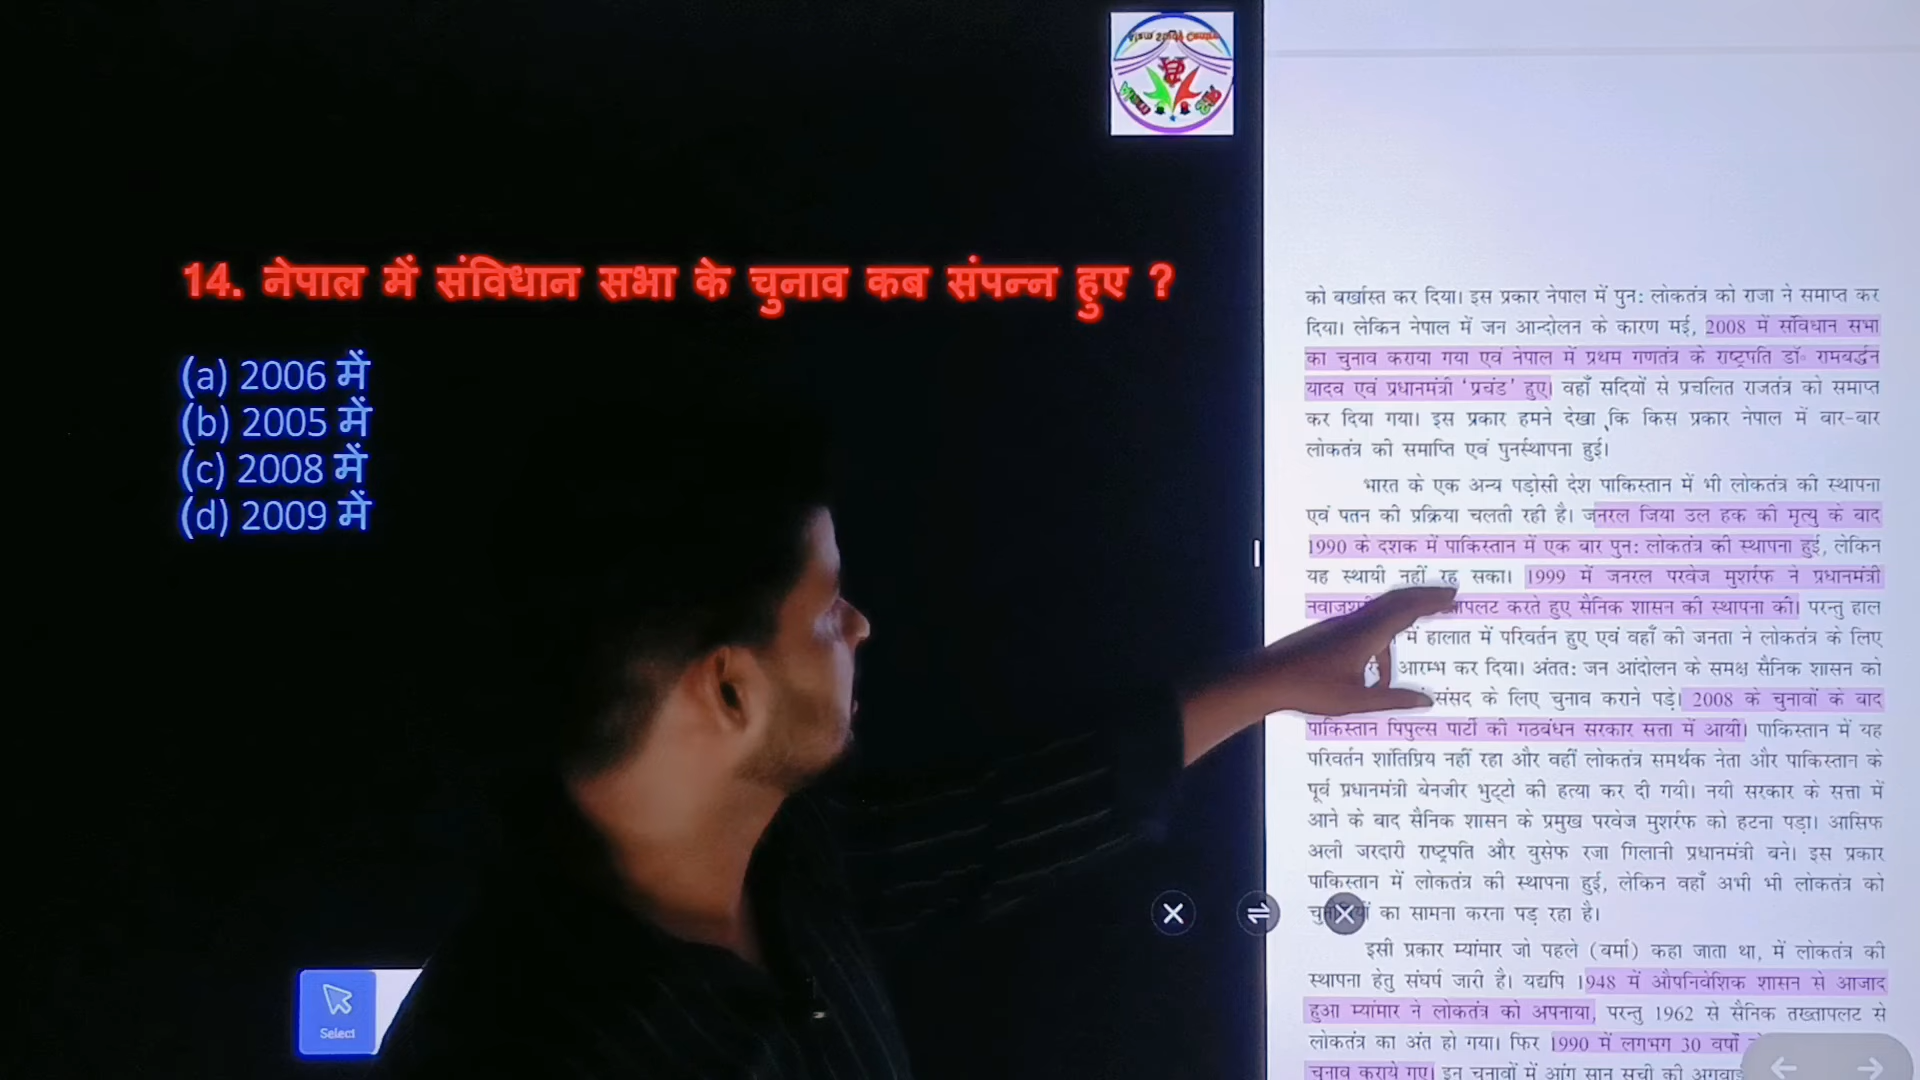 14. नेपाल में संविधान सभा के चुनाव कब संपन्न हुए ?
(a) 2006 में
(b) 2005 में
(c) 2008 में
(d) 2009 में
Select
को बर्खास्त कर दिया। इस प्रकार नेपाल में पुन: लोकतंत्र को राजा ने समाप्त कर
दिया। लेकिन नेपाल में जन आन्दोलन के कारण मई, 2008 में संविधान सभा
का चुनाव कराया गया एवं नेपाल में प्रथम गणतंत्र के राष्ट्रपति डॉ॰ रामबर्द्धन
यादव एवं प्रधानमंत्री 'प्रचंड' हुए। वहाँ सदियों से प्रचलित राजतंत्र को समाप्त
कर दिया गया। इस प्रकार हमने देखा कि किस प्रकार नेपाल में बार-बार
लोकतंत्र की समाप्ति एवं पुनर्स्थापना हुई।
भारत के एक अन्य पड़ोसी देश पाकिस्तान में भी लोकतंत्र की स्थापना
एवं पतन की प्रक्रिया चलती रही है। जनरल जिया उल हक की मृत्यु के बाद
1990 के दशक में पाकिस्तान में एक बार पुन: लोकतंत्र की स्थापना हुई, लेकिन
यह स्थायी नहीं रह सका। 1999 में जनरल परवेज मुशर्रफ ने प्रधानमंत्री
करते हुए सैनिक शासन की स्थापना की। परन्तु हाल
में हालात में परिवर्तन हुए एवं वहाँ की जनता ने लोकतंत्र के लिए
आरम्भ कर दिया। अंतत: जन आंदोलन के समक्ष सैनिक शासन को
संसद के लिए चुनाव कराने पड़े। 2008 के चुनावों के बाद
पाकिस्तान पिपुल्स पार्टी की गठबंधन सरकार सत्ता में आयी। पाकिस्तान में यह
परिवर्तन शांतिप्रिय नहीं रहा और वहीं लोकतंत्र समर्थक नेता और पाकिस्तान के
पूर्व प्रधानमंत्री बेनजीर भुट्टो की हत्या कर दी गयी। नयी सरकार के सत्ता में
आने के बाद सैनिक शासन के प्रमुख परवेज मुशर्रफ को हटना पड़ा। आसिफ
अली जरदारी राष्ट्रपति और युसेफ रजा गिलानी प्रधानमंत्री बने। इस प्रकार
पाकिस्तान में लोकतंत्र की स्थापना हुई, लेकिन वहाँ अभी भी लोकतंत्र को
का सामना करना पड़ रहा है।
इसी प्रकार म्यांमार जो पहले (बर्मा) कहा जाता था, में लोकतंत्र की
स्थापना हेतु संघर्ष जारी है। यद्यपि 1948 में औपनिवेशिक शासन से आजाद
हुआ म्यांमार ने लोकतंत्र को अपनाया, परन्तु 1962 से सैनिक तख्तापलट से
लोकतंत्र का अंत हो गया। फिर 1990 में लगभग 30 वर्षों
चुनाव कराये गए। इन चुनावों में आंग सान सूची की